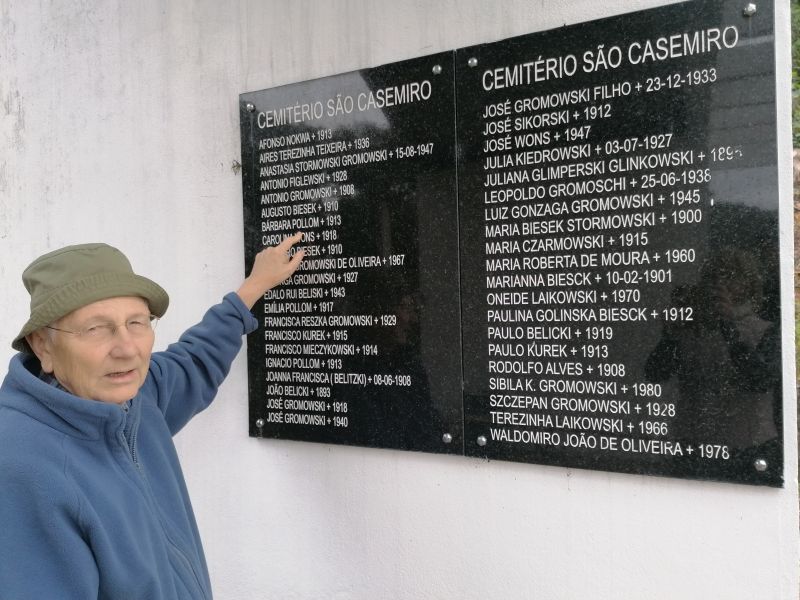 CEMITÉRIO SÃO CASEMIRO
AFONSO NOKWA + 1913
AIRES TEREZINHA TEIXEIRA + 1936
ANASTASIA STORMOWSKI GROMOWSKI + 15-08-1947
ANTONIO FIGLEWSKI + 1928
ANTONIO GROMOWSKI + 1908
AUGUSTO BIESEK + 1910
BÁRBARA POLLOM + 1913
CAROLINA WONS + 1918
BIESEK + 1910
GROMOWSKI DE OLIVEIRA + 1967
GROMOWSKI + 1927
EDALO RUI BELISKI + 1943
EMÍLIA POLLOM + 1917
FRANCISCA RESZKA GROMOWSKI + 1929
FRANCISCO KUREK + 1915
FRANCISCO MIECZYKOWSKI + 1914
IGNACIO POLLOM + 1913
JOANNA FRANCISCA ( BELITZKI) + 08-06-1908
JOÃO BELICKI + 1893
JOSÉ GROMOWSKI + 1918
JOSÉ GROMOWSKI + 1940
CEMITÉRIO SÃO CASEMIRO
JOSÉ GROMOWSKI FILHO + 23-12-1933
JOSÉ SIKORSKI + 1912
JOSÉ WONS + 1947
JULIA KIEDROWSKI + 03-07-1927
JULIANA GLIMPERSKI GLINKOWSKI +
LEOPOLDO GROMOSCHI + 25-06-1938
LUIZ GONZAGA GROMOWSKI + 1945
MARIA BIESEK STORMOWSKI + 1900
MARIA CZARMOWSKI + 1915
MARIA ROBERTA DE MOURA + 1960
MARIANNA BIESCK + 10-02-1901
ONEIDE LAIKOWSKI + 1970
PAULINA GOLINSKA BIESCK + 1912
PAULO BELICKI + 1919
PAULO KUREK + 1913
RODOLFO ALVES + 1908
SIBILA K. GROMOWSKI + 1980
SZCZEPAN GROMOWSKI + 1928
TEREZINHA LAIKOWSKI + 1966
WALDOMIRO JOÃO DE OLIVEIRA + 1978